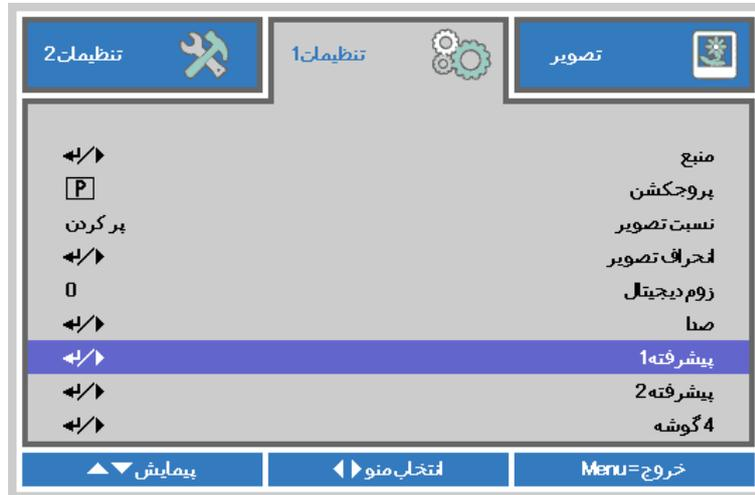 تصویر
تنظیمات1
تنظیمات2
منبع
پروجکشن P
نسبت تصویر پر کردن
انحراف تصویر
زوم دیجیتال 0
صدا
پیشرفته1
پیشرفته2
4 گوشه
خروج=Menu
انتخاب منو
پیمایش